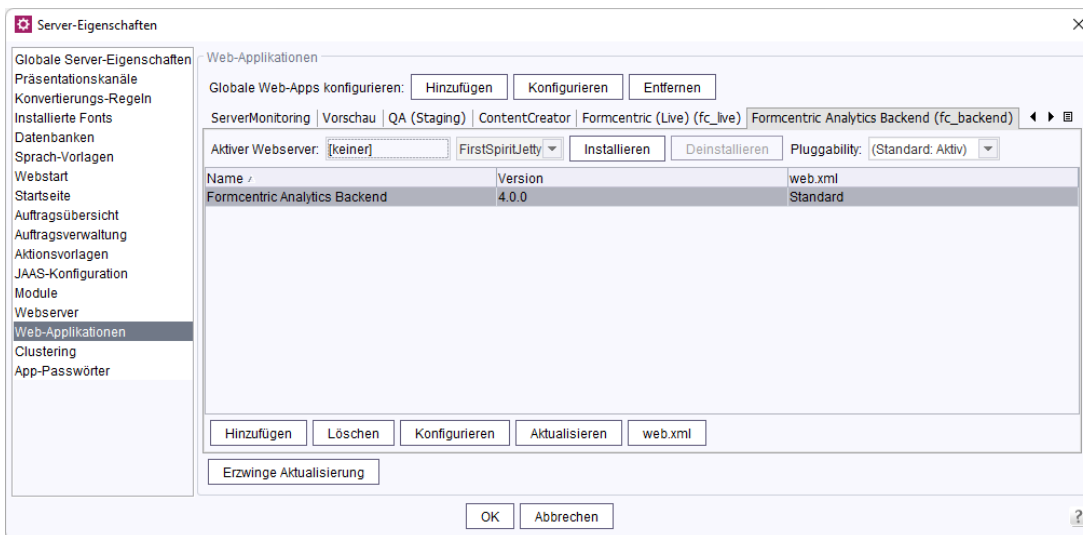 Server-Eigenschaften
Globale Server-Eigenschaften
Präsentationskanäle
Konvertierungs-Regeln
Installierte Fonts
Datenbanken
Sprach-Vorlagen
Webstart
Startseite
Auftragsübersicht
Auftragsverwaltung
Aktionsvorlagen
JAAS-Konfiguration
Module
Webserver
Web-Applikationen
Clustering
App-Passwörter
Web-Applikationen
Globale Web-Apps konfigurieren: Hinzufügen Konfigurieren Entfernen
ServerMonitoring Vorschau QA (Staging) ContentCreator Formcentric (Live) (fc_live) Formcentric Analytics Backend (fc_backend)
Aktiver Webserver: [keiner] FirstSpiritJetty Installieren Deinstallieren Pluggability: (Standard: Aktiv)
Name Version web.xml
Formcentric Analytics Backend 4.0.0 Standard
Hinzufügen Löschen Konfigurieren Aktualisieren web.xml
Erzwinge Aktualisierung
OK Abbrechen ?